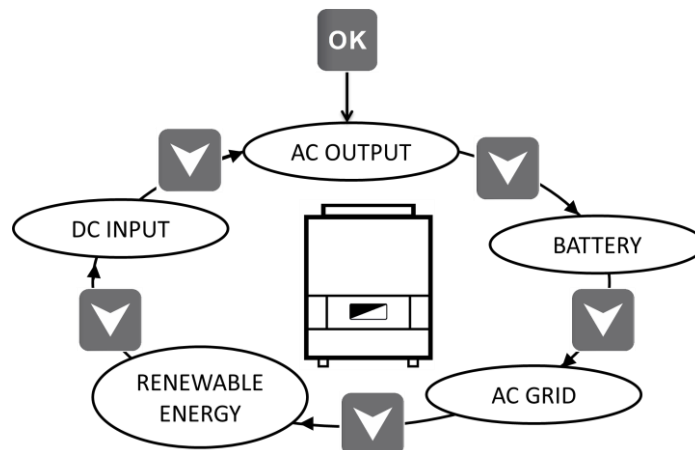 OK
AC OUTPUT
DC INPUT
BATTERY
RENEWABLE
ENERGY
AC GRID